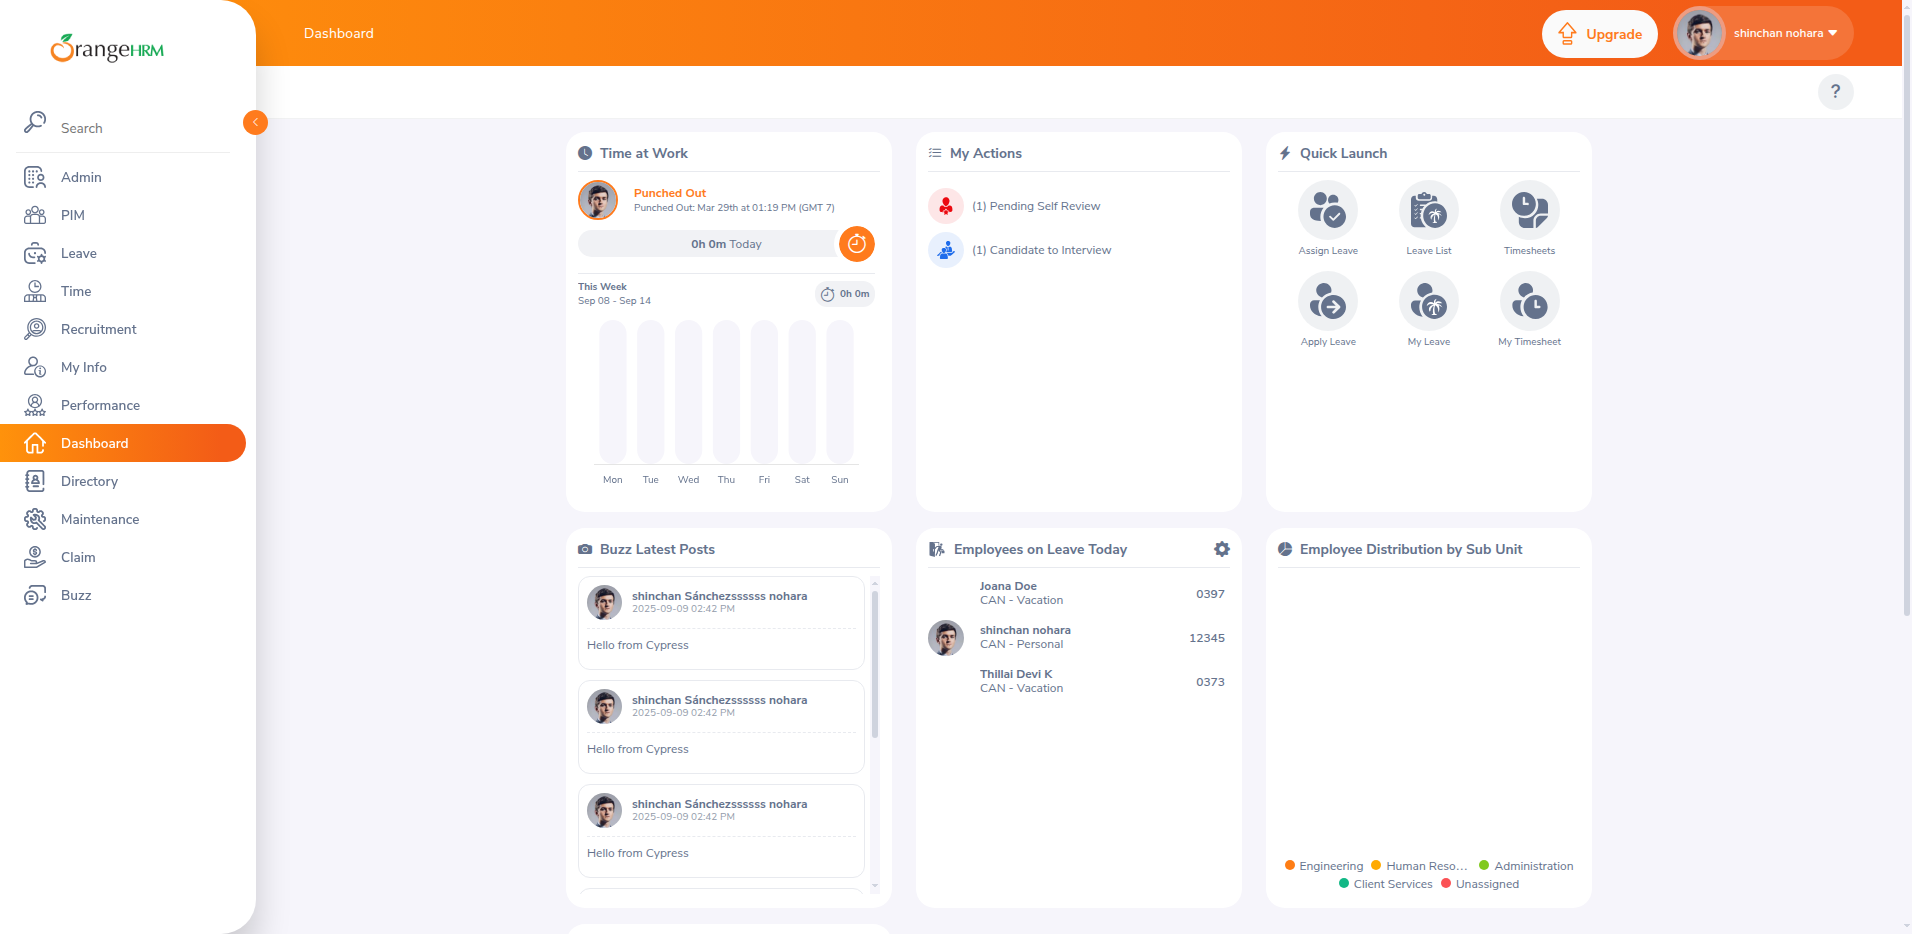 OrangeHRM
Search
Admin
PIM
Leave
Time
Recruitment
My Info
Performance
Dashboard
Directory
Maintenance
Claim
Buzz
Dashboard
Upgrade
shinchan nohara
?
Time at Work
Punched Out
Punched Out: Mar 29th at 01:19 PM (GMT 7)
0h 0m Today
This Week
Sep 08 - Sep 14
0h 0m
Mon Tue Wed Thu Fri Sat Sun
My Actions
(1) Pending Self Review
(1) Candidate to Interview
Quick Launch
Assign Leave
Leave List
Timesheets
Apply Leave
My Leave
My Timesheet
Buzz Latest Posts
shinchan Sánchezssssss nohara
2025-09-09 02:42 PM
Hello from Cypress
shinchan Sánchezssssss nohara
2025-09-09 02:42 PM
Hello from Cypress
shinchan Sánchezssssss nohara
2025-09-09 02:42 PM
Hello from Cypress
Employees on Leave Today
Joana Doe
CAN - Vacation
0397
shinchan nohara
CAN - Personal
12345
Thillai Devi K
CAN - Vacation
0373
Employee Distribution by Sub Unit
Engineering Human Reso... Administration
Client Services Unassigned